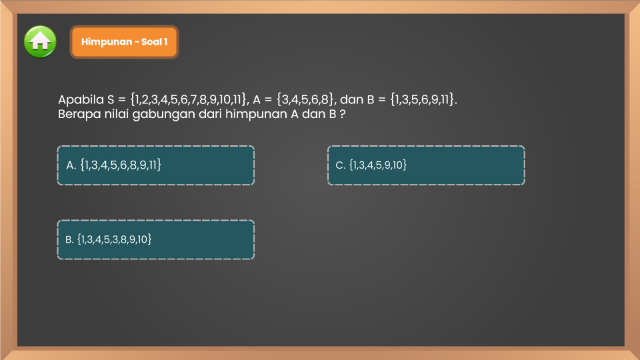 Himpunan - Soal 1
Apabila S = {1,2,3,4,5,6,7,8,9,10,11}, A = {3,4,5,6,8}, dan B = {1,3,5,6,9,11}.
Berapa nilai gabungan dari himpunan A dan B ?
A. {1,3,4,5,6,8,9,11}
C. {1,3,4,5,9,10}
B. {1,3,4,5,3,8,9,10}